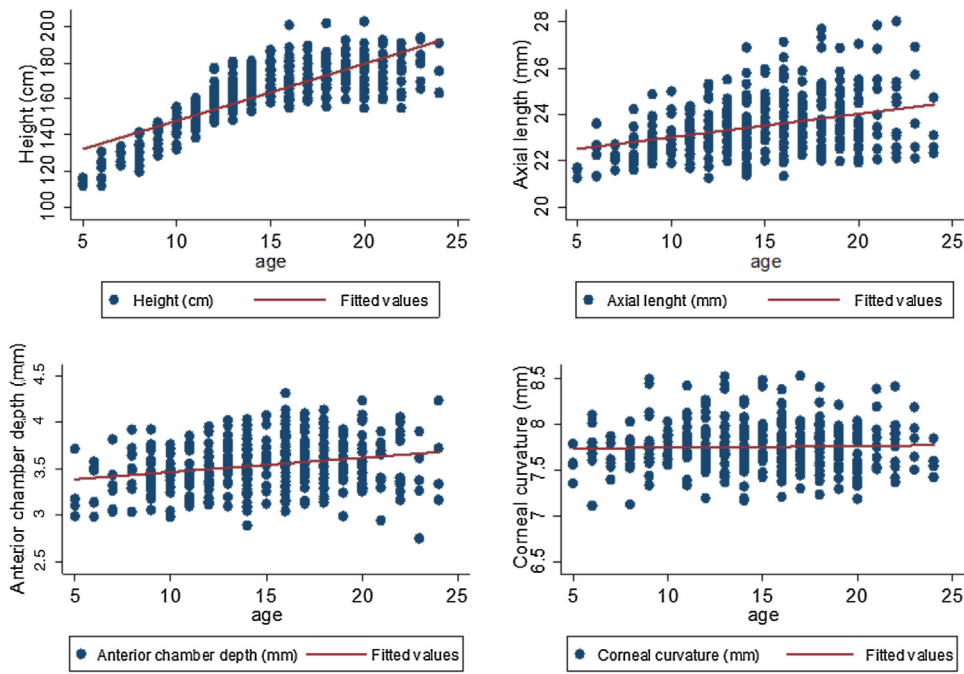 Height (cm)
100 120 140 160 180 200
5 10 15 20 25
age
Height (cm) Fitted values
Axial length (mm)
20 22 24 26 28
5 10 15 20 25
age
Axial lenght (mm) Fitted values
Anterior chamber depth (mm)
2.5 3 3.5 4 4.5
5 10 15 20 25
age
Anterior chamber depth (mm) Fitted values
Corneal curvature (mm)
6.5 7 7.5 8 8.5
5 10 15 20 25
age
Corneal curvature (mm) Fitted values